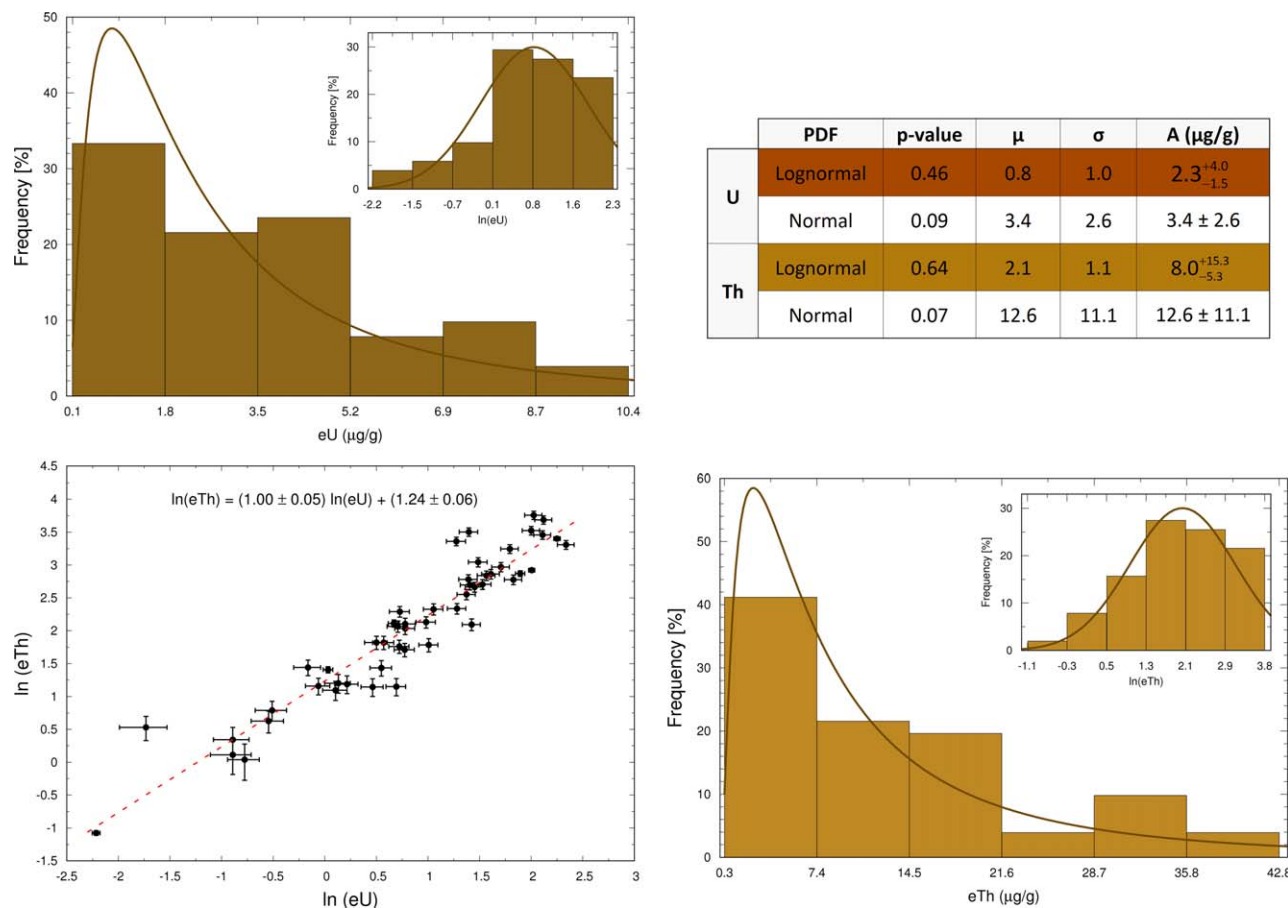 50
40
30
20
10
0
Frequency [%]
0.1 1.8 3.5 5.2 6.9 8.7 10.4
eU (μg/g)
30
20
10
0
Frequency [%]
-2.2 -1.5 -0.7 0.1 0.8 1.6 2.3
ln(eU)
PDF p-value μ σ A (μg/g)
U
Lognormal 0.46 0.8 1.0 2.3 +4.0 −1.5
Normal 0.09 3.4 2.6 3.4 ± 2.6
Th
Lognormal 0.64 2.1 1.1 8.0 +15.3 −5.3
Normal 0.07 12.6 11.1 12.6 ± 11.1
4.5
4
3.5
3
2.5
2
1.5
1
0.5
0
-0.5
-1
-1.5
ln (eTh)
ln(eTh) = (1.00 ± 0.05) ln(eU) + (1.24 ± 0.06)
-2.5 -2 -1.5 -1 -0.5 0 0.5 1 1.5 2 2.5 3
ln (eU)
60
50
40
30
20
10
0
Frequency [%]
0.3 7.4 14.5 21.6 28.7 35.8 42.8
eTh (μg/g)
30
20
10
0
Frequency [%]
-1.1 -0.3 0.5 1.3 2.1 2.9 3.8
ln(eTh)